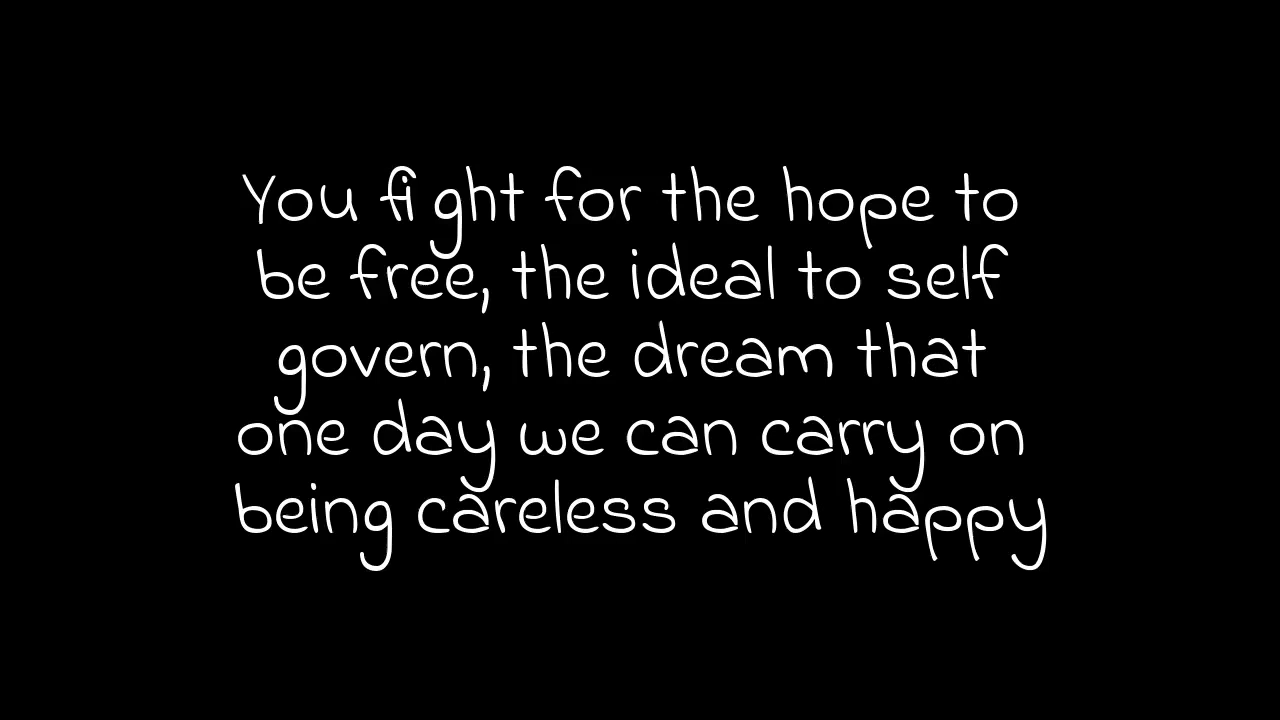 You fight for the hope to
be free, the ideal to self
govern, the dream that
one day we can carry on
being careless and happy